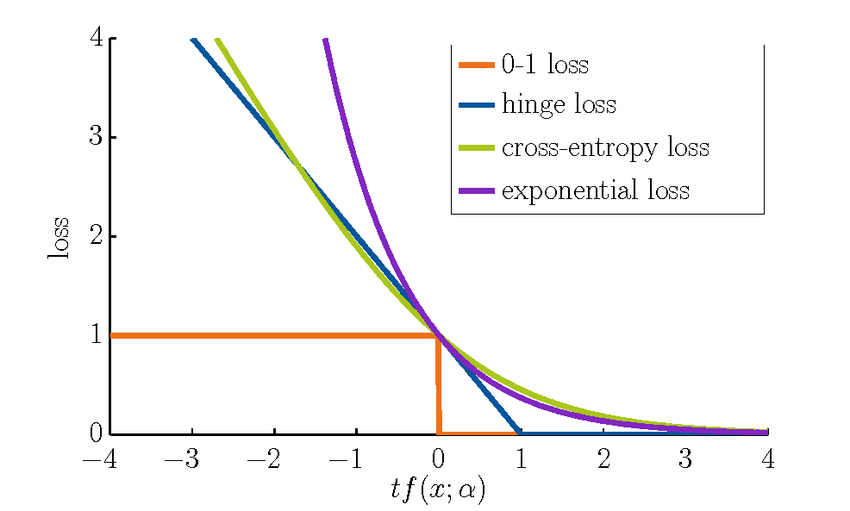 4
3
2
1
0
loss
0-1 loss
hinge loss
cross-entropy loss
exponential loss
−4 −3 −2 −1 0 1 2 3 4
tf(x; α)